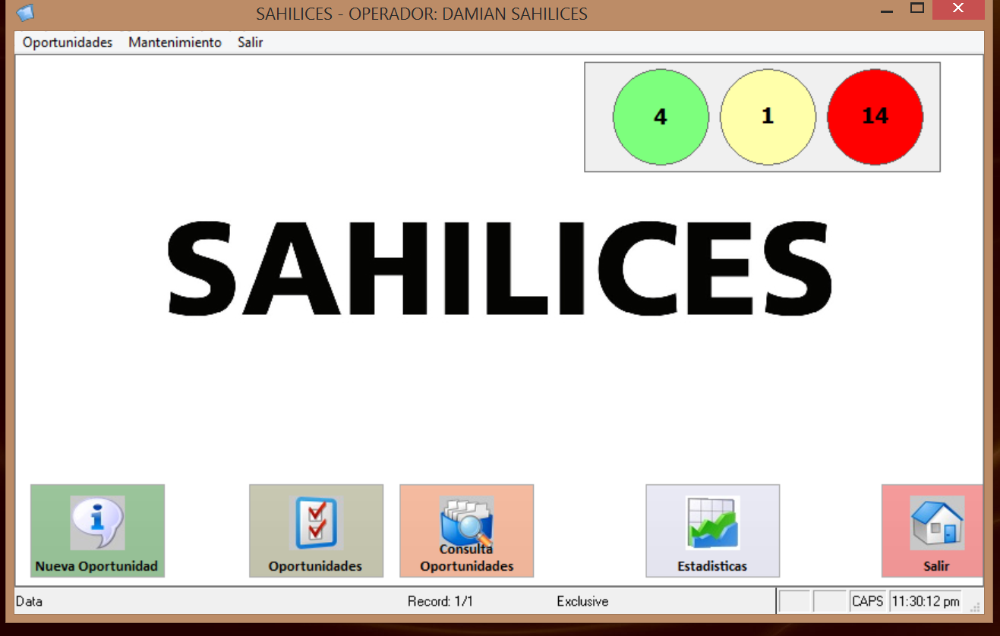 SAHILICES - OPERADOR: DAMIAN SAHILICES
Oportunidades Mantenimiento Salir
4 1 14
SAHILICES
Nueva Oportunidad
Oportunidades
Consulta
Oportunidades
Estadisticas
Salir
Data Record: 1/1 Exclusive CAPS 11:30:12 pm